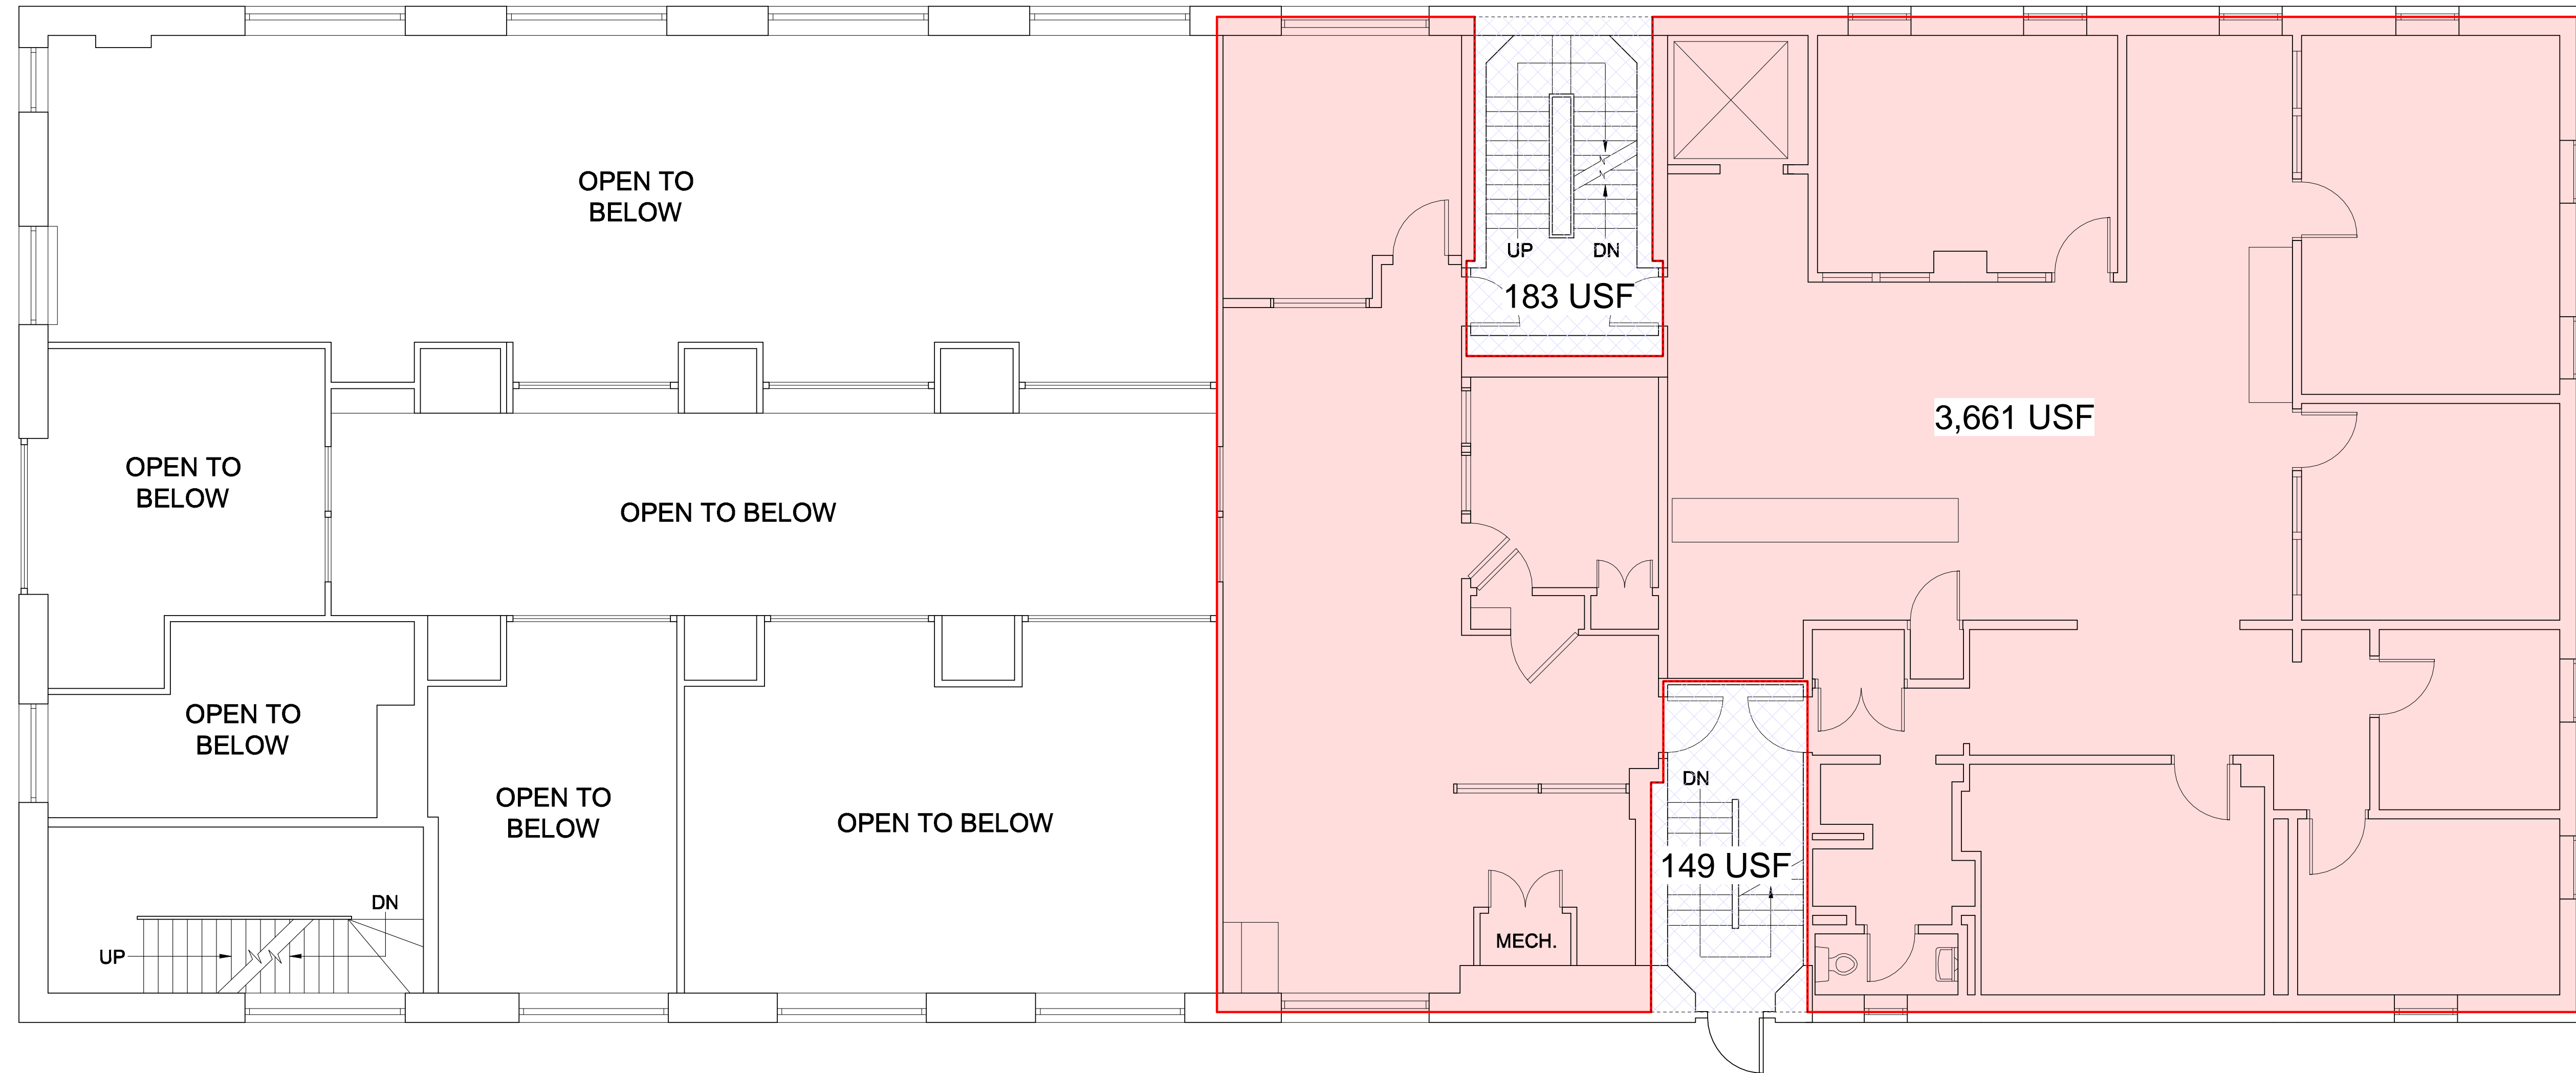 OPEN TO
BELOW
UP
DN
183 USF
3,661 USF
OPEN TO
BELOW
OPEN TO BELOW
OPEN TO
BELOW
OPEN TO
BELOW
OPEN TO BELOW
DN
149 USF
DN
UP
MECH.